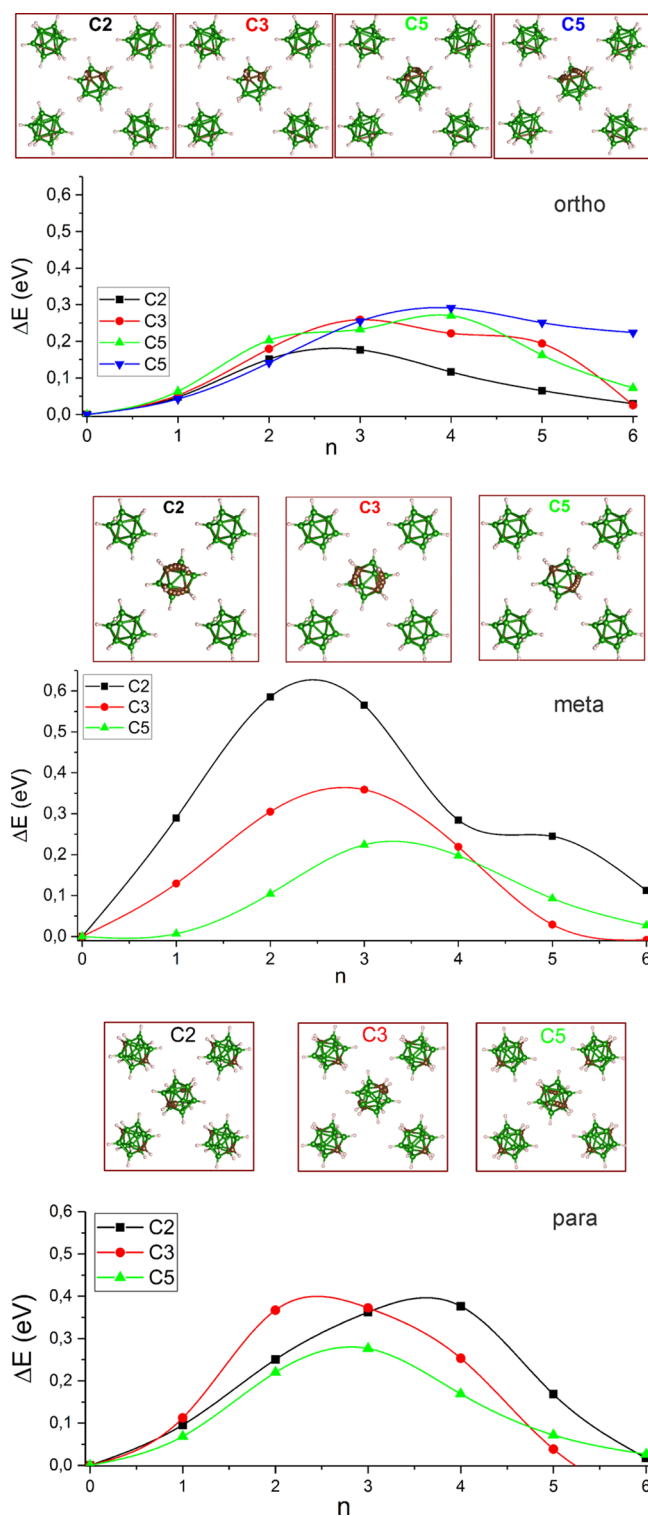 C2 C3 C5 C5
ortho
0,6
0,5
0,4
0,3
0,2
0,1
0,0
ΔE (eV)
C2
C3
C5
C5
0 1 2 3 4 5 6
n
C2 C3 C5
meta
0,6
0,5
0,4
0,3
0,2
0,1
0,0
ΔE (eV)
C2
C3
C5
0 1 2 3 4 5 6
n
C2 C3 C5
para
0,6
0,5
0,4
0,3
0,2
0,1
0,0
ΔE (eV)
C2
C3
C5
0 1 2 3 4 5 6
n